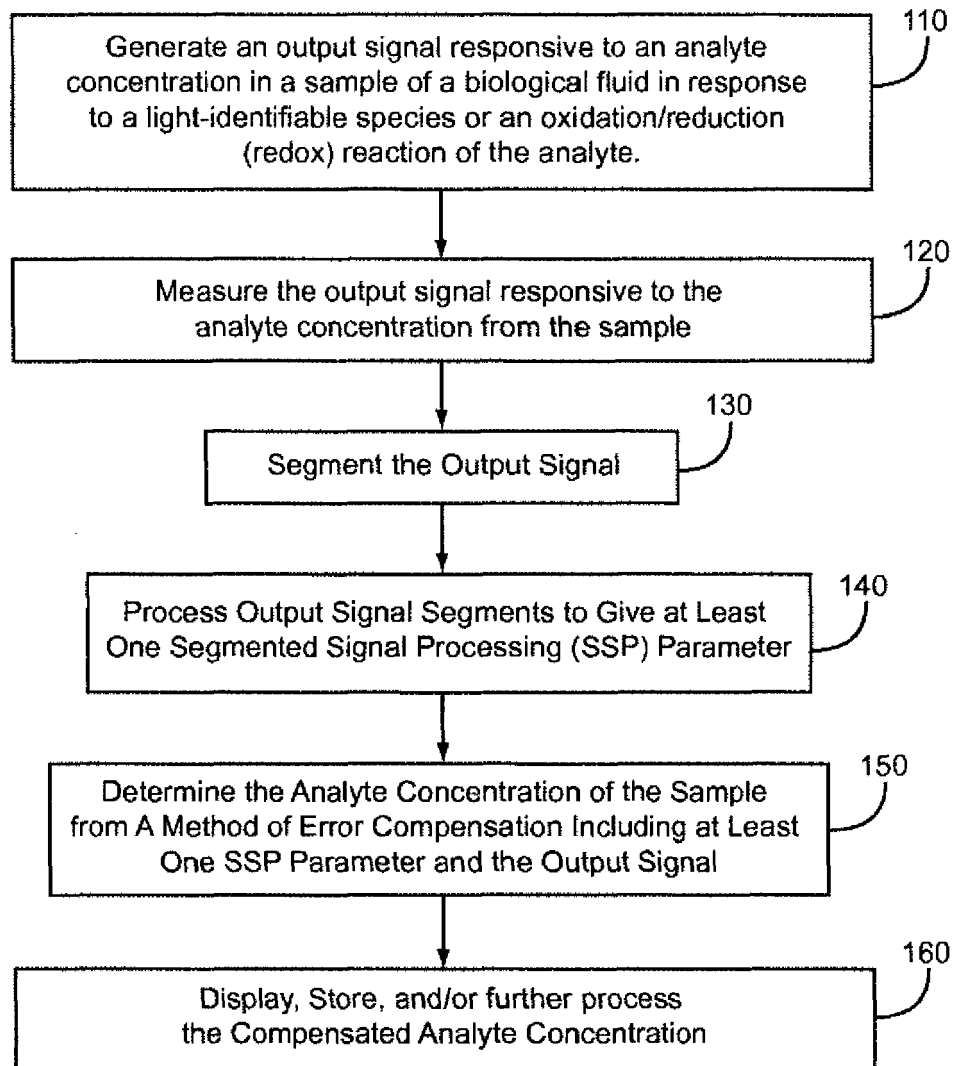 110
Generate an output signal responsive to an analyte
concentration in a sample of a biological fluid in response
to a light-identifiable species or an oxidation/reduction
(redox) reaction of the analyte.
120
Measure the output signal responsive to the
analyte concentration from the sample
130
Segment the Output Signal
140
Process Output Signal Segments to Give at Least
One Segmented Signal Processing (SSP) Parameter
150
Determine the Analyte Concentration of the Sample
from A Method of Error Compensation Including at Least
One SSP Parameter and the Output Signal
160
Display, Store, and/or further process
the Compensated Analyte Concentration